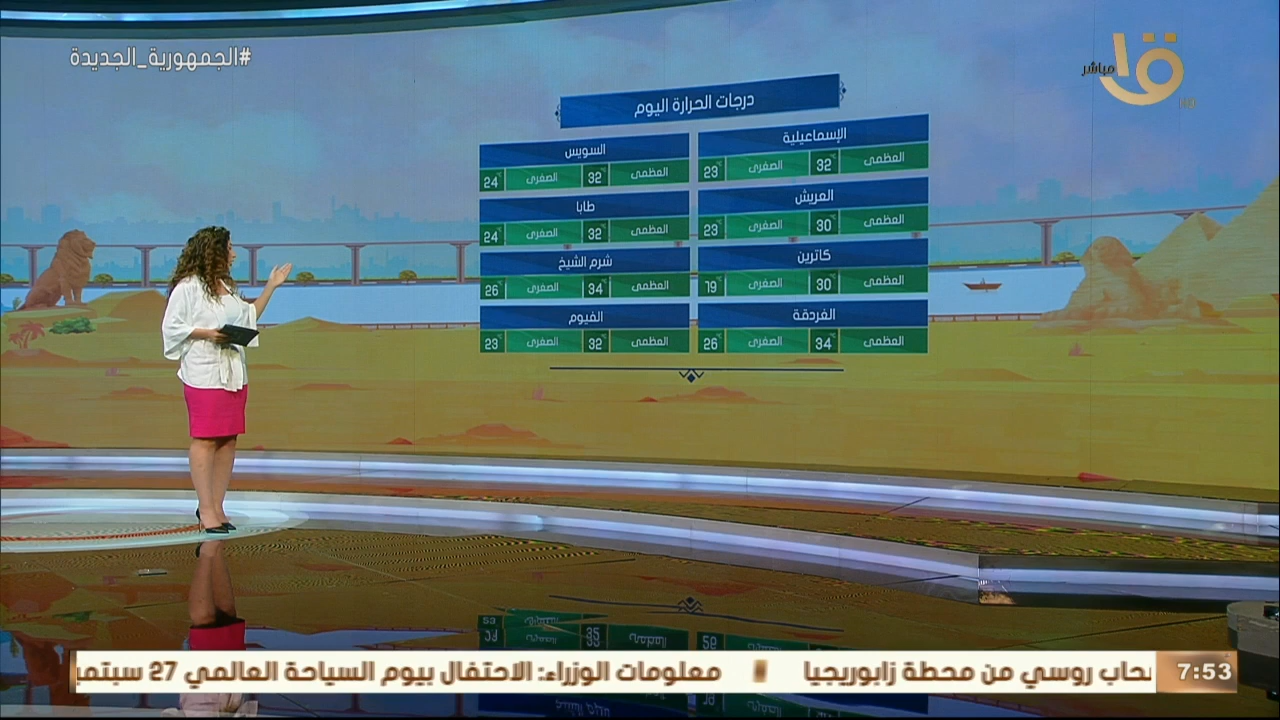 #الجمهورية_الجديدة
مباشر
درجات الحرارة اليوم
الإسماعيلية
العظمى 32 الصغرى 23
السويس
العظمى 32 الصغرى 24
العريش
العظمى 30 الصغرى 23
طابا
العظمى 32 الصغرى 24
كاترين
العظمى 30 الصغرى 19
شرم الشيخ
العظمى 34 الصغرى 26
الغردقة
العظمى 34 الصغرى 26
الفيوم
العظمى 32 الصغرى 23
7:53
حاب روسي من محطة زابوريجيا معلومات الوزراء: الاحتفال بيوم السياحة العالمي 27 سبتمبر